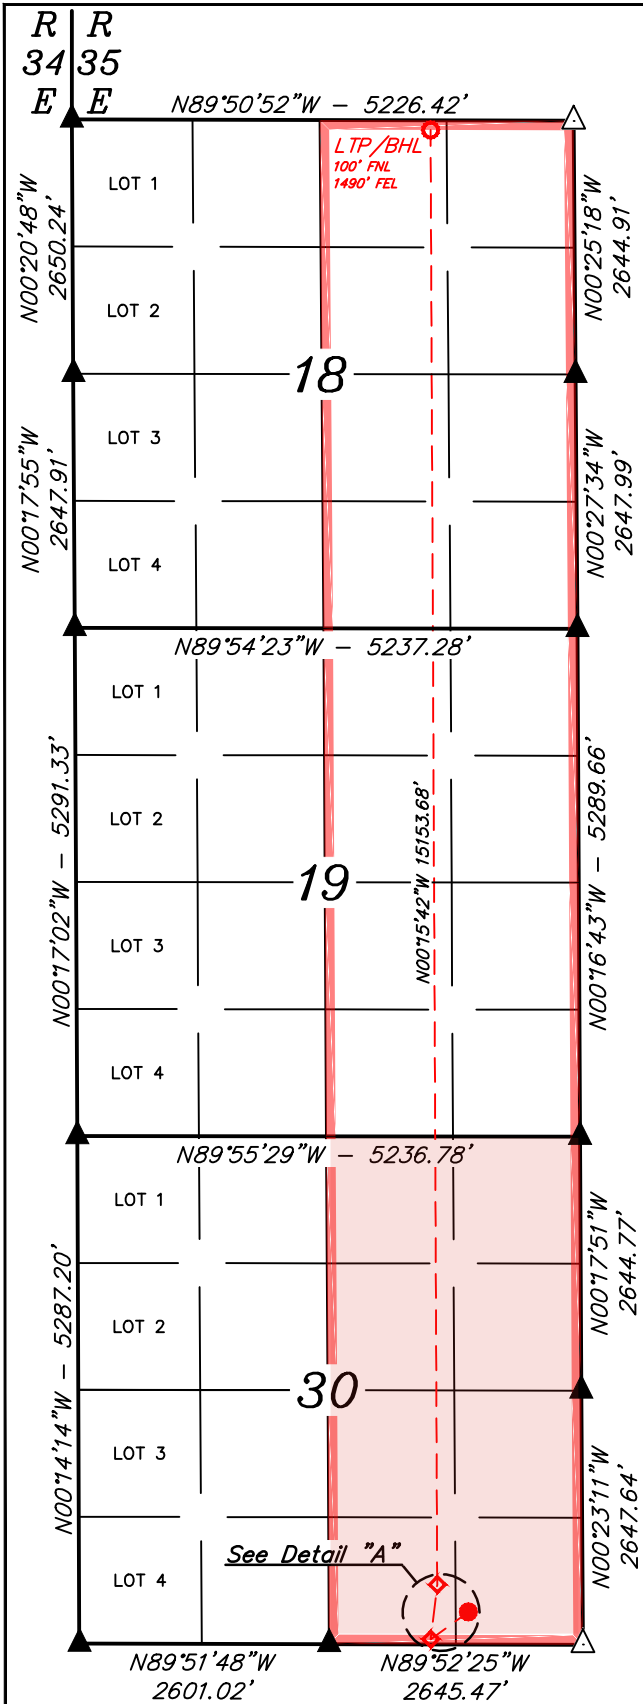 R R
34 35
E E
N89°50'52"W - 5226.42'
LTP/BHL
100' FNL
1490' FEL
N00°20'48"W
2650.24'
N00°25'18"W
2644.91'
LOT 1
LOT 2
18
N00°17'55"W
2647.91'
N00°27'34"W
2647.99'
LOT 3
LOT 4
N89°54'23"W - 5237.28'
LOT 1
N00°17'02"W - 5291.33'
N00°15'42"W 15153.68'
N00°16'43"W - 5289.66'
LOT 2
19
LOT 3
LOT 4
N89°55'29"W - 5236.78'
LOT 1
N00°14'14"W - 5287.20'
N00°17'51"W
2644.77'
LOT 2
30
LOT 3
N00°23'11"W
2647.64'
See Detail "A"
LOT 4
N89°51'48"W
2601.02'
N89°52'25"W
2645.47'